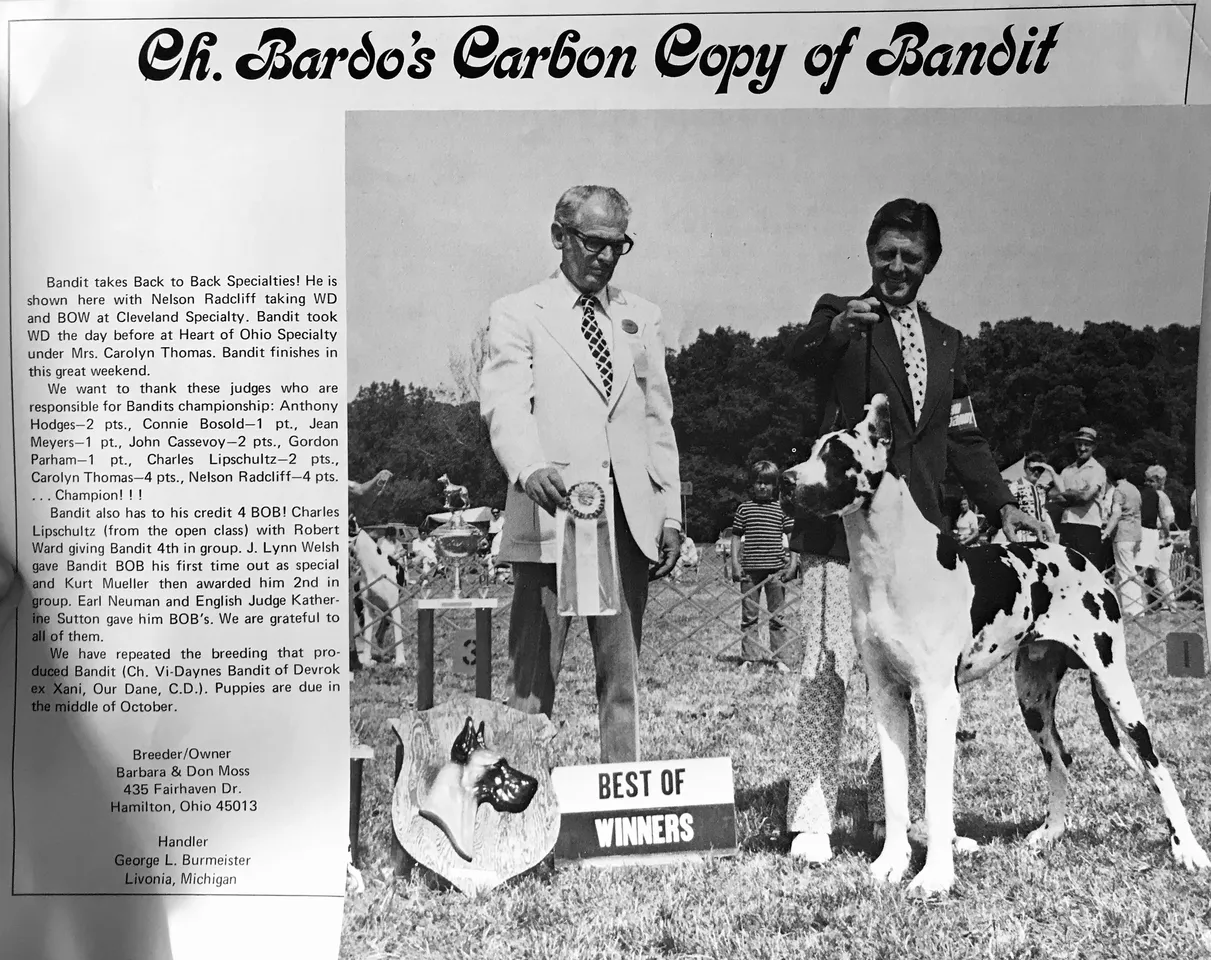 Ch. Bardo's Carbon Copy of Bandit
Bandit takes Back to Back Specialties! He is
shown here with Nelson Radcliff taking WD
and BOW at Cleveland Specialty. Bandit took
WD the day before at Heart of Ohio Specialty
under Mrs. Carolyn Thomas. Bandit finishes in
this great weekend.
We want to thank these judges who are
responsible for Bandits championship: Anthony
Hodges—2 pts., Connie Bosold—1 pt., Jean
Meyers—1 pt., John Cassevoy—2 pts., Gordon
Parham—1 pt., Charles Lipschultz—2 pts.,
Carolyn Thomas—4 pts., Nelson Radcliff—4 pts.
. . . Champion! ! !
Bandit also has to his credit 4 BOB! Charles
Lipschultz (from the open class) with Robert
Ward giving Bandit 4th in group. J. Lynn Welsh
gave Bandit BOB his first time out as special
and Kurt Mueller then awarded him 2nd in
group. Earl Neuman and English Judge Kather-
ine Sutton gave him BOB's. We are grateful to
all of them.
We have repeated the breeding that pro-
duced Bandit (Ch. Vi-Daynes Bandit of Devrok
ex Xani, Our Dane, C.D.). Puppies are due in
the middle of October.
Breeder/Owner
Barbara & Don Moss
435 Fairhaven Dr.
Hamilton, Ohio 45013
Handler
George L. Burmeister
Livonia, Michigan
3
BEST OF
WINNERS
1